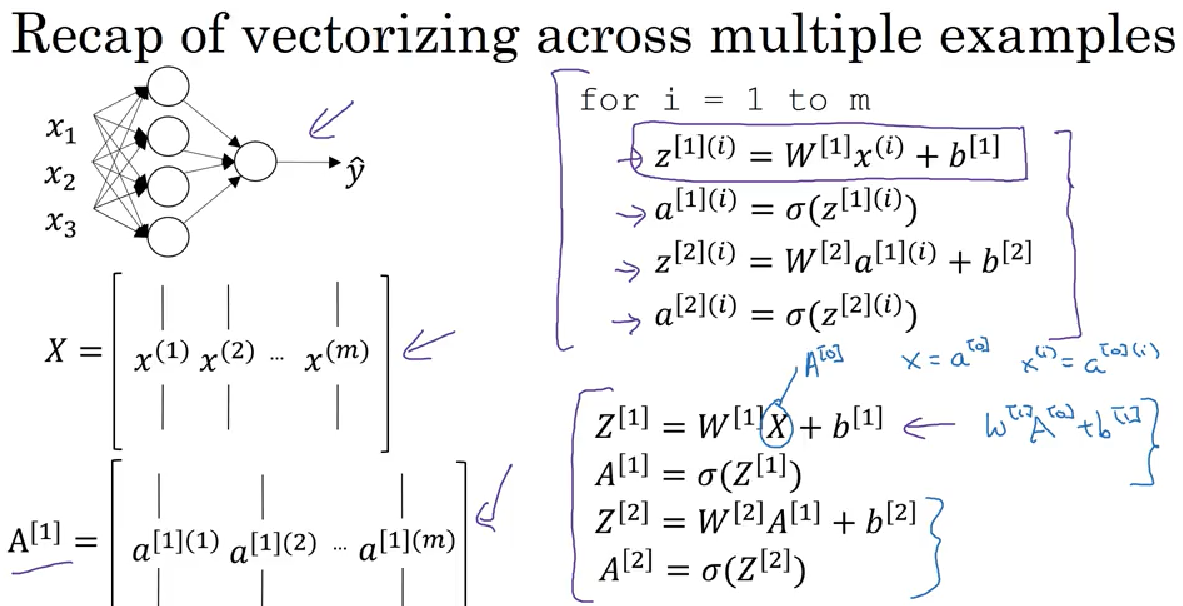 Recap of vectorizing across multiple examples
x₁
x₂
x₃
ŷ
X = [ x⁽¹⁾ x⁽²⁾ ... x⁽ᵐ⁾ ]
A^[1] = [ a^[1](1) a^[1](2) ... a^[1](m) ]
for i = 1 to m
→ z^[1](i) = W^[1]x^(i) + b^[1]
→ a^[1](i) = σ(z^[1](i))
→ z^[2](i) = W^[2]a^[1](i) + b^[2]
→ a^[2](i) = σ(z^[2](i))
A^[0] x = a^[0] x^(i) = a^[0](i)
Z^[1] = W^[1]X + b^[1] ← W^[1]A^[0] + b^[1]
A^[1] = σ(Z^[1])
Z^[2] = W^[2]A^[1] + b^[2]
A^[2] = σ(Z^[2])